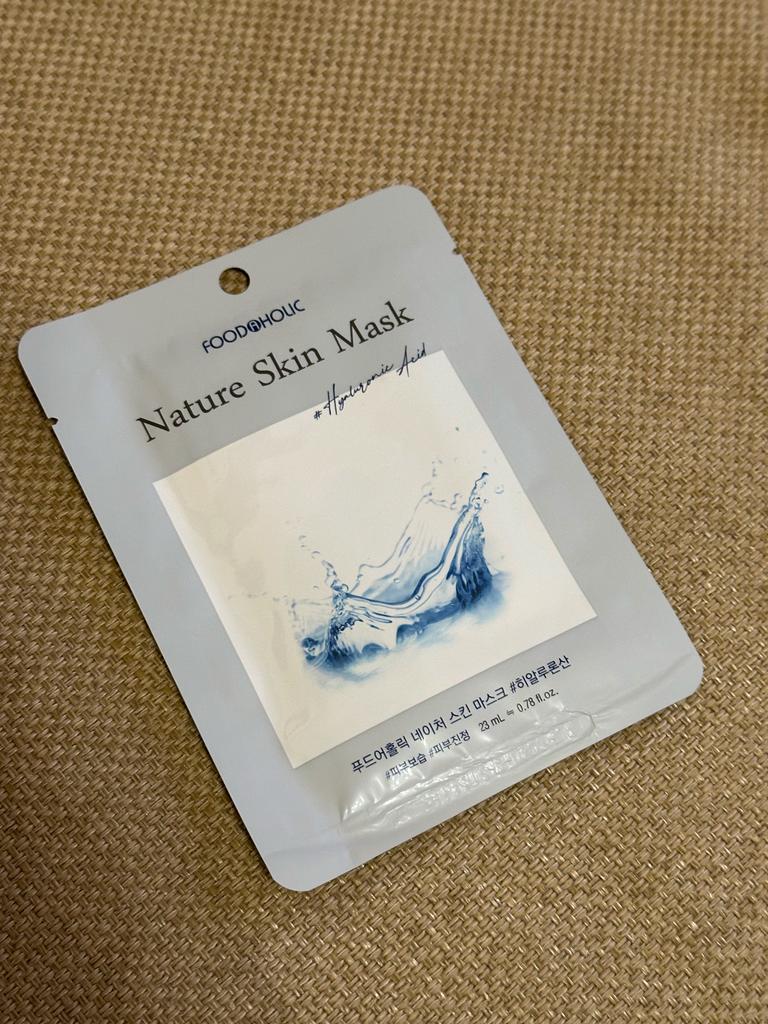 FOODAHOLIC
Nature Skin Mask
#Hyaluronic Acid
푸드어홀릭 네이처 스킨 마스크 #히알루론산
#피부보습 #피부진정 23 mL ≒ 0.78 fl.oz.